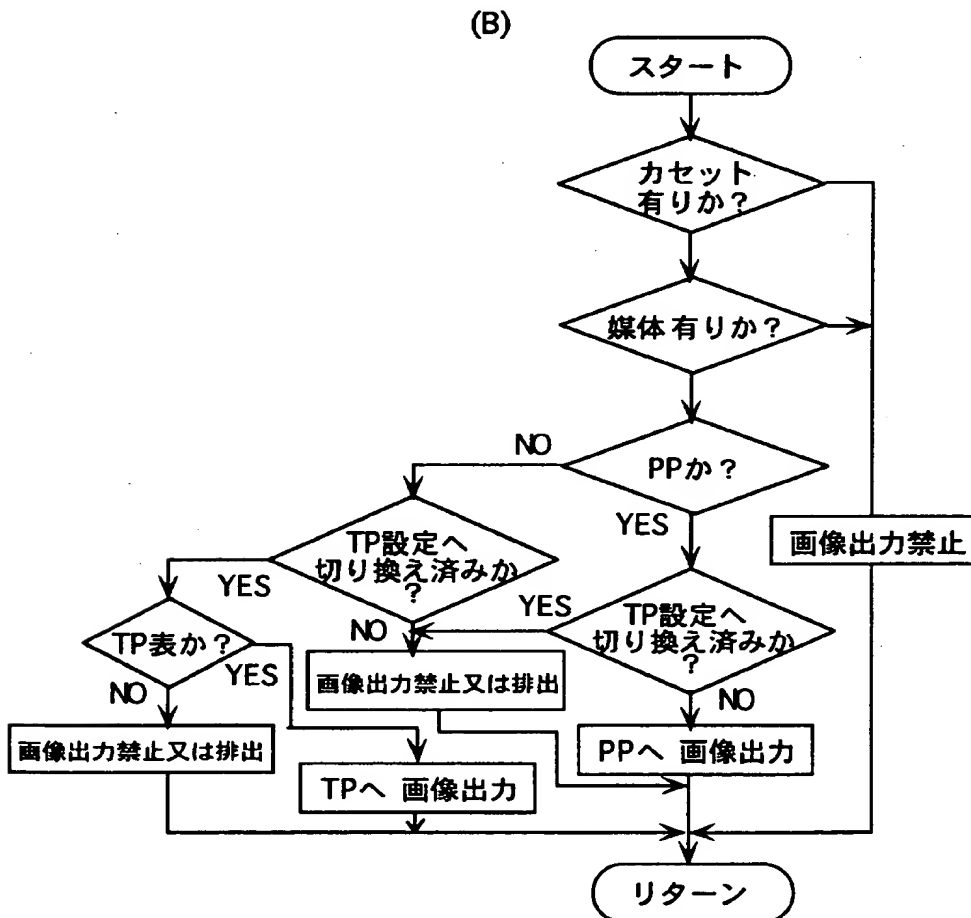 (B)
スタート
カセット
有りか？
媒体 有りか？
NO
PPか？
YES
画像出力禁止
TP設定へ
切り換え済みか
？
YES
YES
TP設定へ
切り換え済みか
？
TP表か？
NO
YES
NO
画像出力禁止又は排出
NO
画像出力禁止又は排出
PPへ 画像出力
TPへ 画像出力
リターン